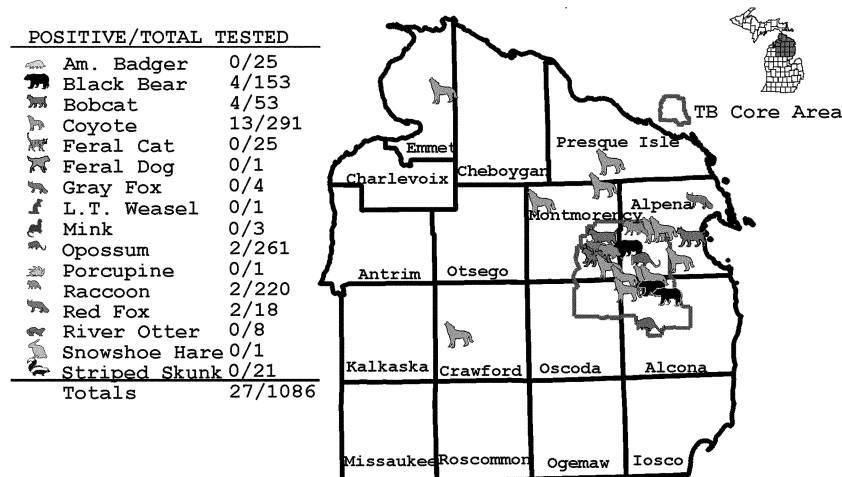 POSITIVE/TOTAL TESTED
Am. Badger 0/25
Black Bear 4/153
Bobcat 4/53
Coyote 13/291
Feral Cat 0/25
Feral Dog 0/1
Gray Fox 0/4
L.T. Weasel 0/1
Mink 0/3
Opossum 2/261
Porcupine 0/1
Raccoon 2/220
Red Fox 2/18
River Otter 0/8
Snowshoe Hare 0/1
Striped Skunk 0/21
Totals 27/1086
TB Core Area
Emmet
Presque Isle
Charlevoix
Cheboygan
Montmorency
Alpena
Antrim
Otsego
Kalkaska
Crawford
Oscoda
Alcona
Missaukee
Roscommon
Ogemaw
Iosco